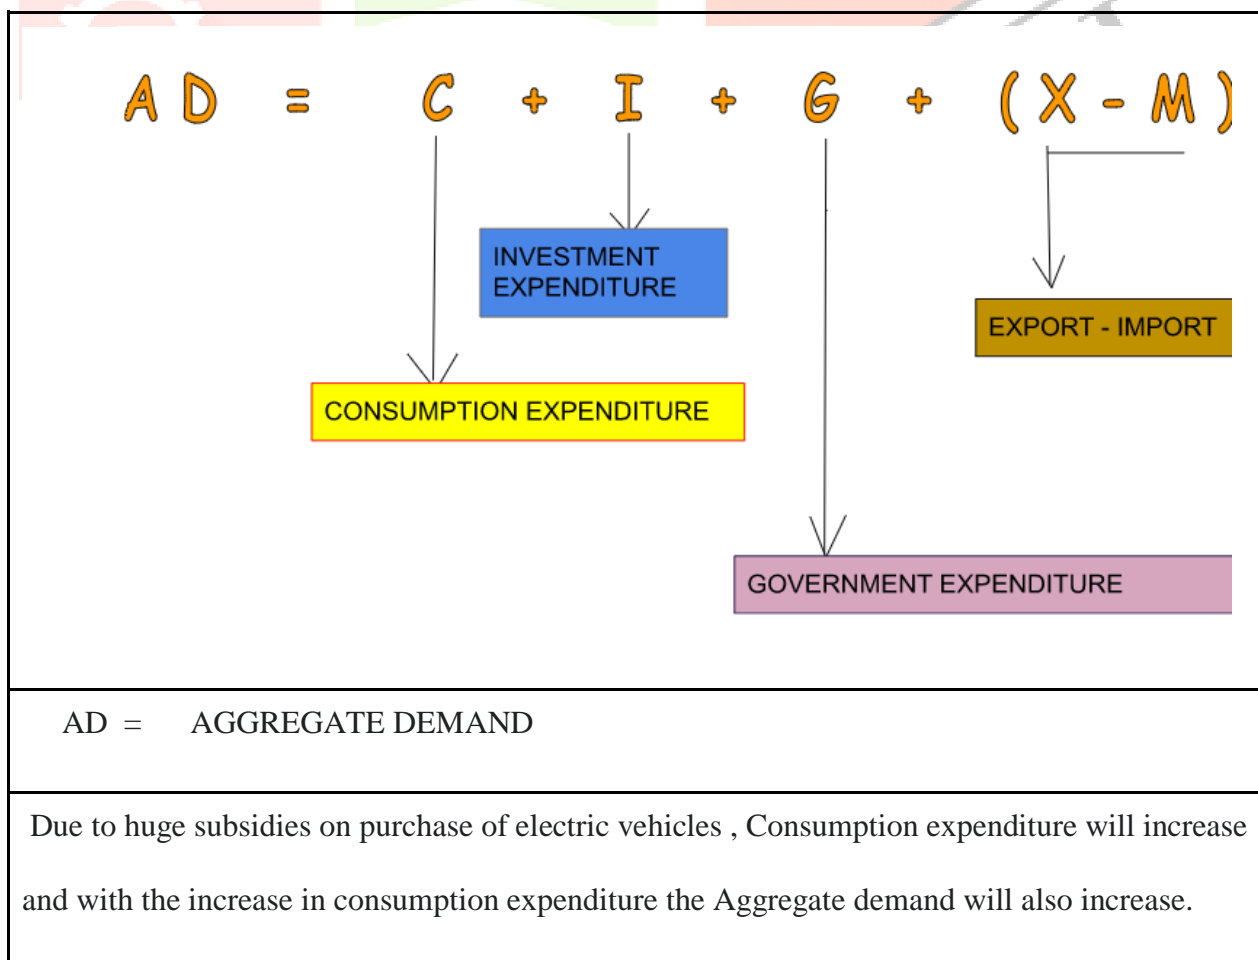 A D = C + I + G + ( X - M )
INVESTMENT
EXPENDITURE
EXPORT - IMPORT
CONSUMPTION EXPENDITURE
GOVERNMENT EXPENDITURE
AD = AGGREGATE DEMAND
Due to huge subsidies on purchase of electric vehicles , Consumption expenditure will increase
and with the increase in consumption expenditure the Aggregate demand will also increase.